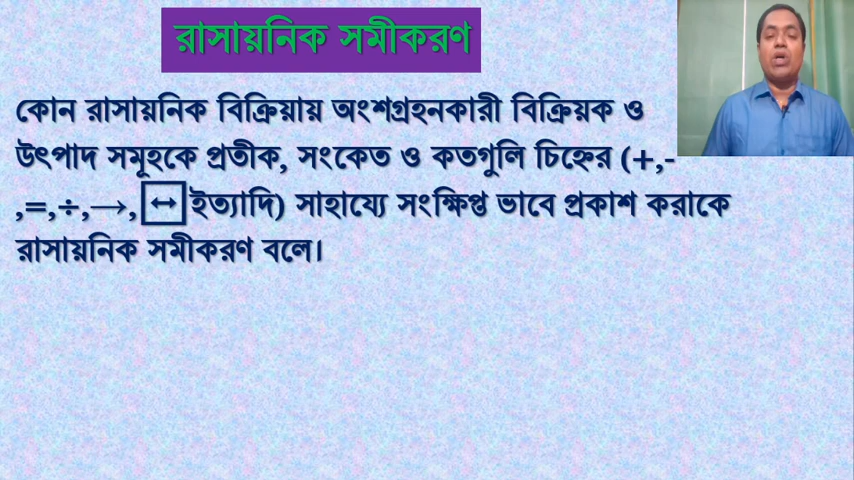 রাসায়নিক সমীকরণ
কোন রাসায়নিক বিক্রিয়ায় অংশগ্রহনকারী বিক্রিয়ক ও
উৎপাদ সমূহকে প্রতীক, সংকেত ও কতগুলি চিহ্নের (+,-
,=,÷,→,↔ইত্যাদি) সাহায্যে সংক্ষিপ্ত ভাবে প্রকাশ করাকে
রাসায়নিক সমীকরণ বলে।